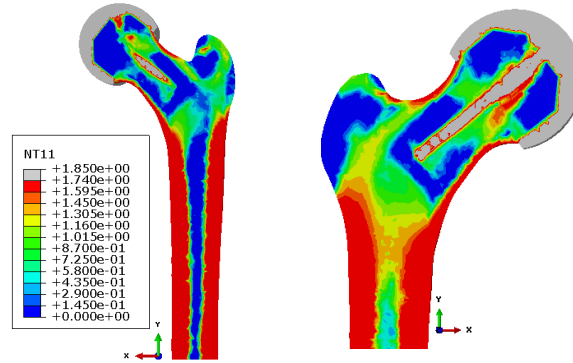 NT11
+1.850e+00
+1.740e+00
+1.595e+00
+1.450e+00
+1.305e+00
+1.160e+00
+1.015e+00
+8.700e-01
+7.250e-01
+5.800e-01
+4.350e-01
+2.900e-01
+1.450e-01
+0.000e+00
Y
X
Y
X